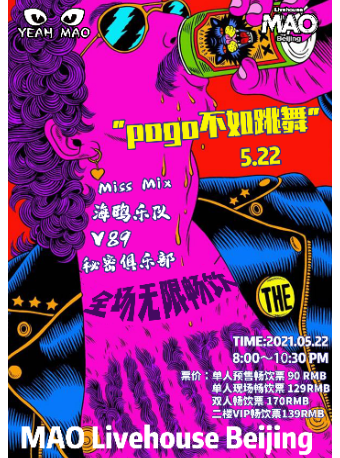 YEAH MAO
Livehouse
MAO
Beijing
"pogo不如跳舞"
5.22
Miss Mix
海鸥乐队
V89
秘密俱乐部
全场无限畅饮
THE
TIME:2021.05.22
8:00～10:30 PM
票价：单人预售畅饮票 90 RMB
单人现场畅饮票 129RMB
双人畅饮票 170RMB
二楼VIP畅饮票139RMB
MAO Livehouse Beijing